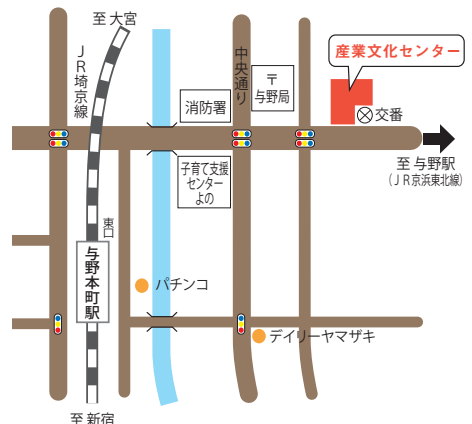 至 大宮
JR埼京線
中央通り
産業文化センター
〒
与野局
消防署
交番
至 与野駅
(JR京浜東北線)
子育て支援
センター
よの
東口
与野本町駅
パチンコ
デイリーヤマザキ
至 新宿